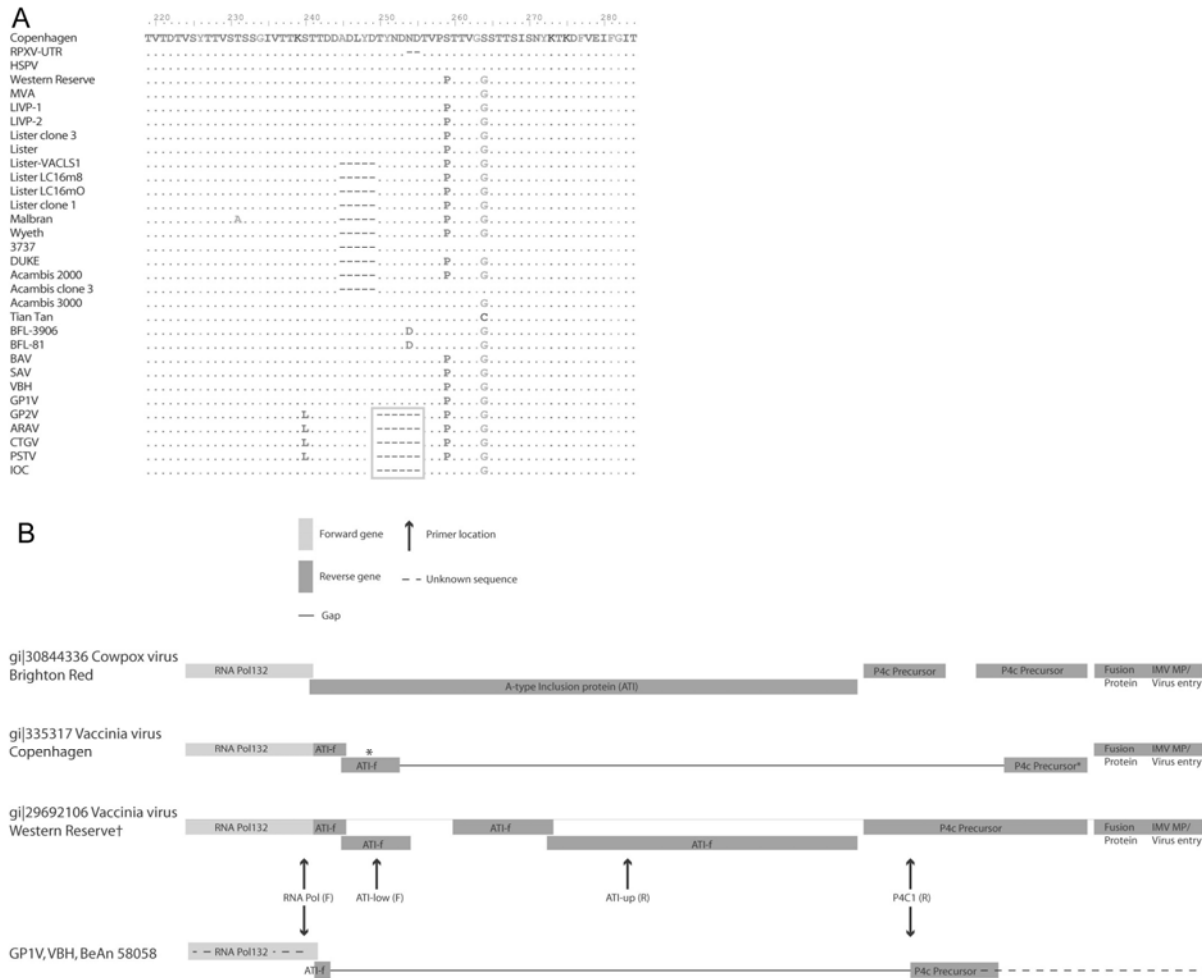 A
220 230 240 250 260 270 280
Copenhagen TVTDTVSYTTVSTSSGIVTTKSTTDDADLYDTYNDNDTVPSTTVGSSTTSISNYKTKDFVEIFGIT
RPXV-UTR --
HSPV
Western Reserve P G
MVA G
LIVP-1 P G
LIVP-2 P G
Lister clone 3 P G
Lister P G
Lister-VACLS1 ----- P G
Lister LC16m8 ----- P G
Lister LC16mO ----- P G
Lister clone 1 ----- P G
Malbran A ----- P G
Wyeth ----- P G
3737 -----
DUKE ----- P G
Acambis 2000 ----- P G
Acambis clone 3 -----
Acambis 3000 G
Tian Tan C
BFL-3906 D G
BFL-81 D G
BAV P G
SAV P G
VBH P G
GP1V P G
GP2V L ------ P G
ARAV L ------ P G
CTGV L ------ P G
PSTV L ------ P G
IOC ------ G
B
Forward gene Primer location
Reverse gene Unknown sequence
Gap
gi|30844336 Cowpox virus
Brighton Red
RNA Pol132 P4c Precursor P4c Precursor Fusion Protein IMV MP/ Virus entry
A-type Inclusion protein (ATI)
gi|335317 Vaccinia virus
Copenhagen
RNA Pol132 ATI-f * Fusion Protein IMV MP/ Virus entry
ATI-f P4c Precursor*
gi|29692106 Vaccinia virus
Western Reserve†
RNA Pol132 ATI-f ATI-f P4c Precursor Fusion Protein IMV MP/ Virus entry
ATI-f ATI-f
RNA Pol (F) ATI-low (F) ATI-up (R) P4C1 (R)
GP1V, VBH, BeAn 58058
RNA Pol132
ATI-f P4c Precursor